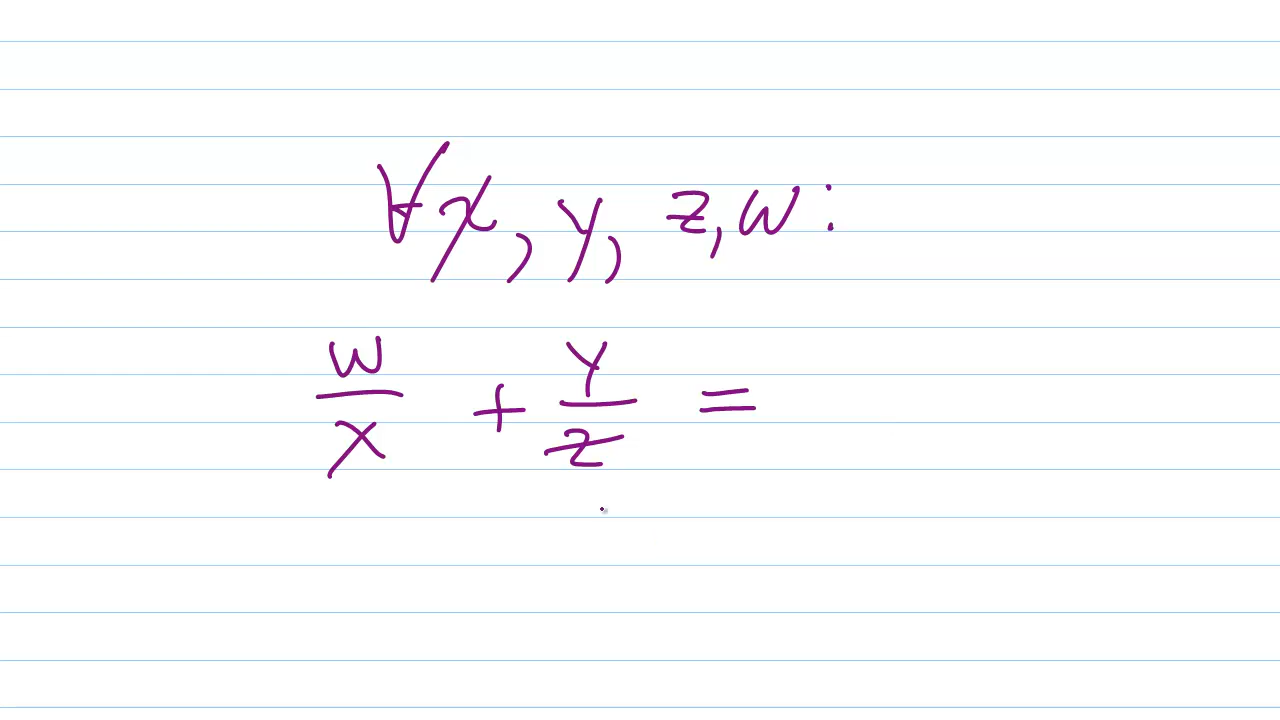 ∀x, y, z, w:
w/x + y/z =